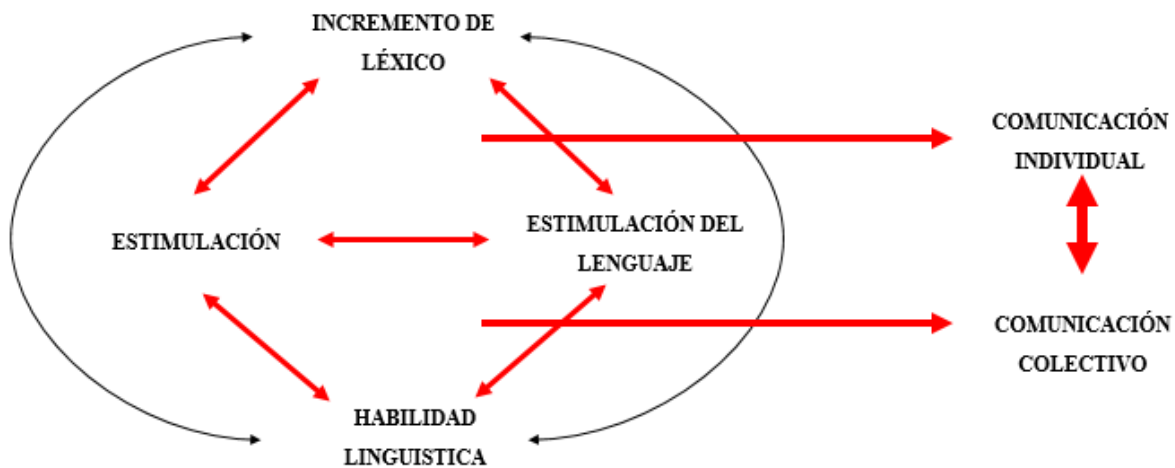 INCREMENTO DE
LÉXICO
COMUNICACIÓN
INDIVIDUAL
ESTIMULACIÓN
ESTIMULACIÓN DEL
LENGUAJE
COMUNICACIÓN
COLECTIVO
HABILIDAD
LINGUISTICA